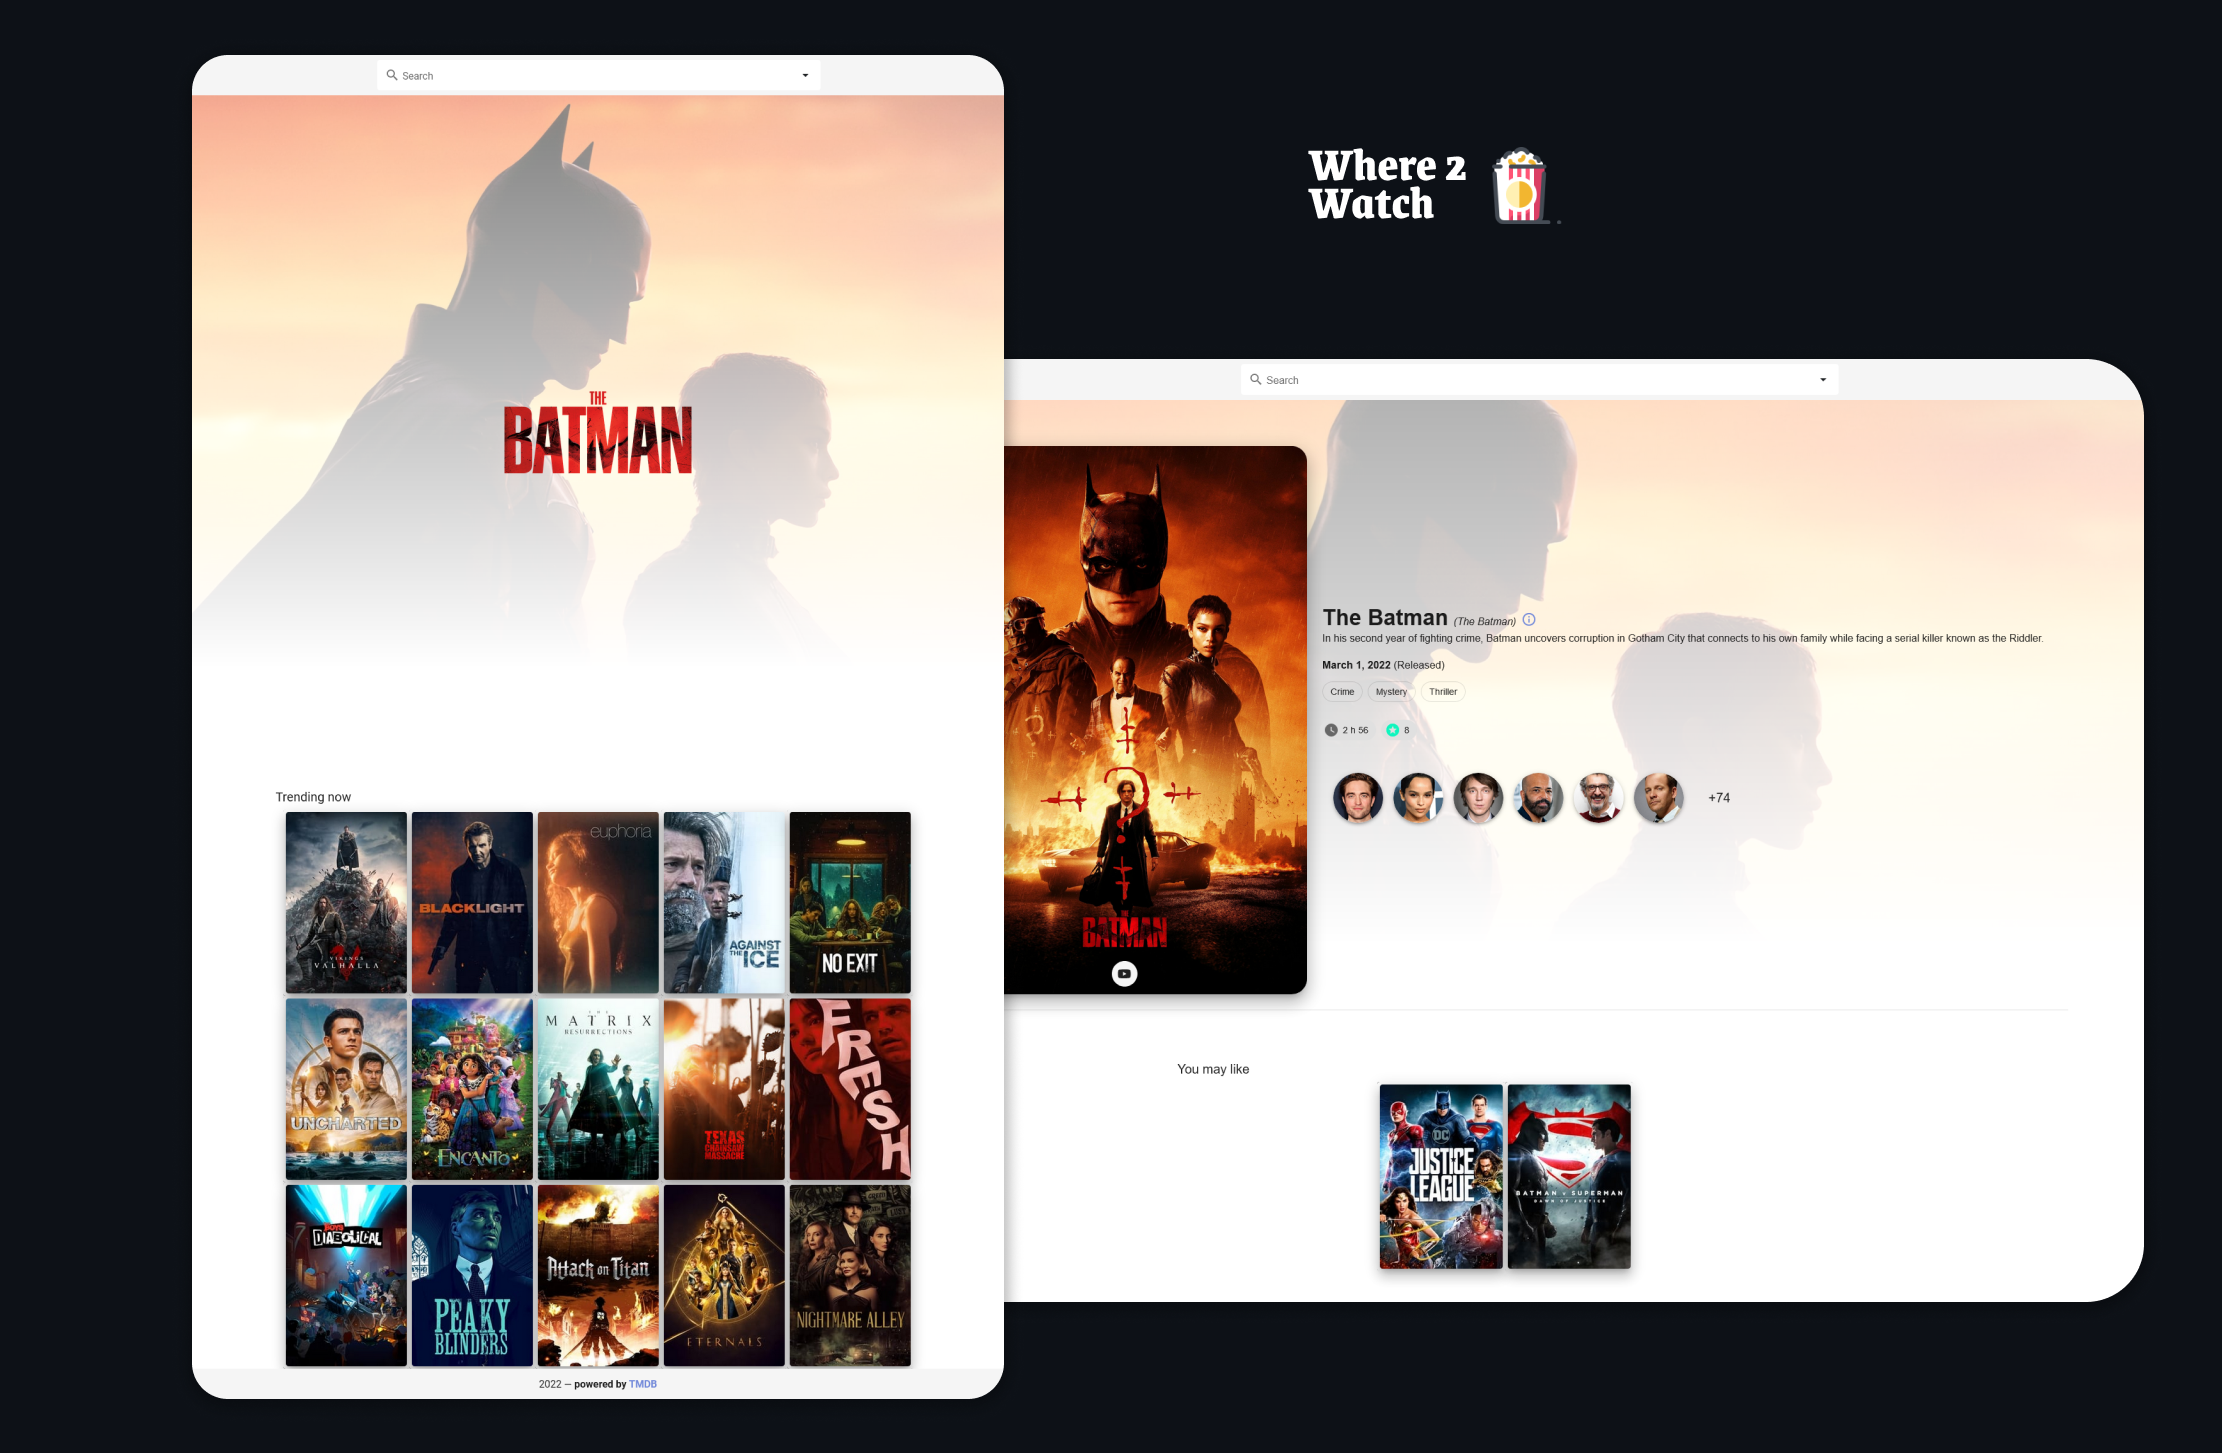 Search
THE
BATMAN
Trending now
VIKINGS
VALHALLA
BLACKLIGHT
euphoria
AGAINST
THE ICE
NO EXIT
UNCHARTED
ENCANTO
THE
MATRIX
RESURRECTIONS
TEXAS
CHAINSAW
MASSACRE
FRESH
BOYS
DIABOLICAL
PEAKY
BLINDERS
Attack on Titan
ETERNALS
NIGHTMARE ALLEY
2022 — powered by TMDB
Where 2
Watch
Search
THE
BATMAN
The Batman (The Batman)
In his second year of fighting crime, Batman uncovers corruption in Gotham City that connects to his own family while facing a serial killer known as the Riddler.
March 1, 2022 (Released)
Crime Mystery Thriller
2 h 56 8
+74
You may like
DC
JUSTICE
LEAGUE
BATMAN v SUPERMAN
DAWN OF JUSTICE